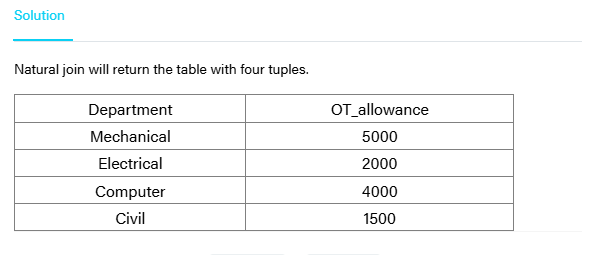 Solution
Natural join will return the table with four tuples.
Department OT_allowance
Mechanical 5000
Electrical 2000
Computer 4000
Civil 1500